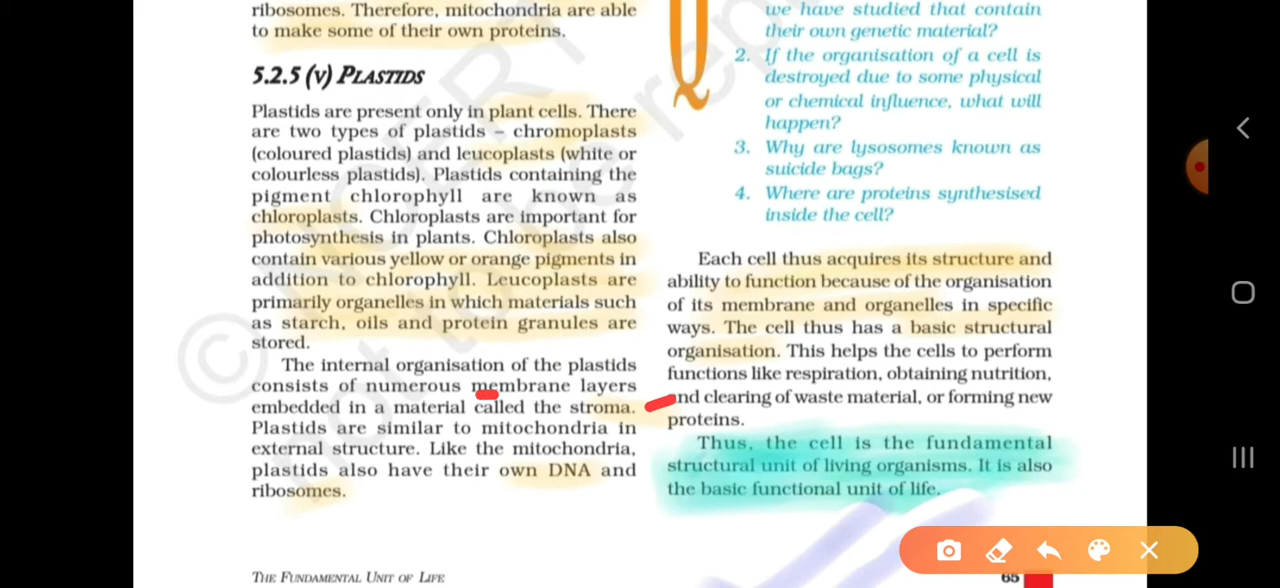 ribosomes. Therefore, mitochondria are able
to make some of their own proteins.
5.2.5 (v) PLASTIDS
Plastids are present only in plant cells. There
are two types of plastids – chromoplasts
(coloured plastids) and leucoplasts (white or
colourless plastids). Plastids containing the
pigment chlorophyll are known as
chloroplasts. Chloroplasts are important for
photosynthesis in plants. Chloroplasts also
contain various yellow or orange pigments in
addition to chlorophyll. Leucoplasts are
primarily organelles in which materials such
as starch, oils and protein granules are
stored.
The internal organisation of the plastids
consists of numerous membrane layers
embedded in a material called the stroma.
Plastids are similar to mitochondria in
external structure. Like the mitochondria,
plastids also have their own DNA and
ribosomes.
THE FUNDAMENTAL UNIT OF LIFE
we have studied that contain
their own genetic material?
2. If the organisation of a cell is
destroyed due to some physical
or chemical influence, what will
happen?
3. Why are lysosomes known as
suicide bags?
4. Where are proteins synthesised
inside the cell?
Each cell thus acquires its structure and
ability to function because of the organisation
of its membrane and organelles in specific
ways. The cell thus has a basic structural
organisation. This helps the cells to perform
functions like respiration, obtaining nutrition,
and clearing of waste material, or forming new
proteins.
Thus, the cell is the fundamental
structural unit of living organisms. It is also
the basic functional unit of life.
65
© NCERT
not to be rep